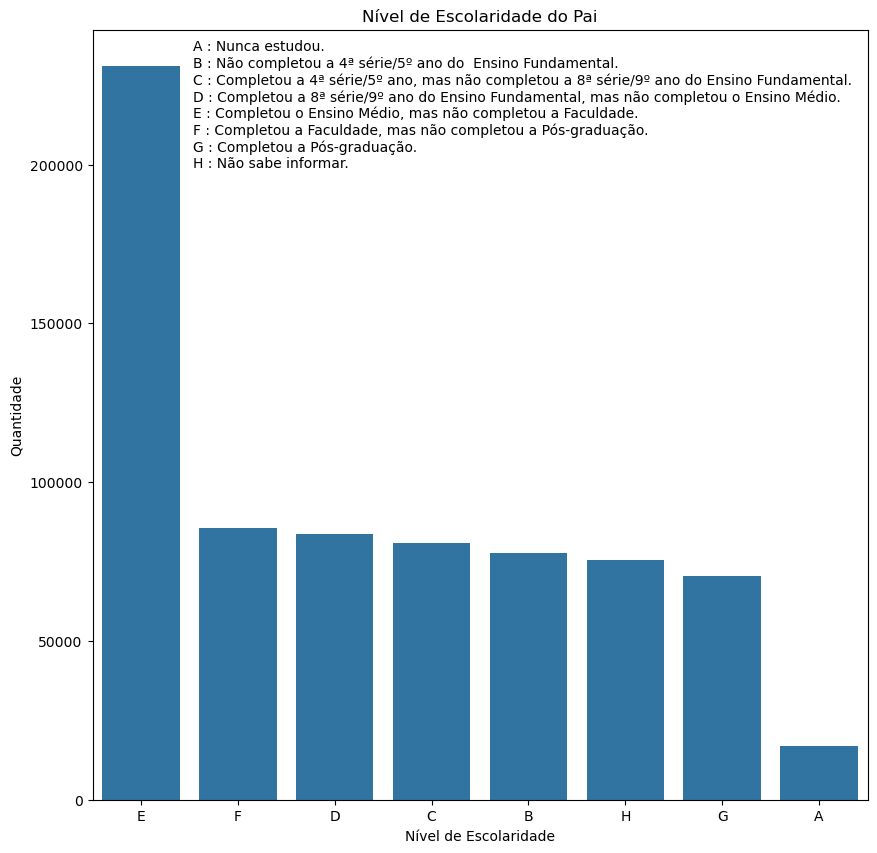 Nível de Escolaridade do Pai
A : Nunca estudou.
B : Não completou a 4ª série/5º ano do  Ensino Fundamental.
C : Completou a 4ª série/5º ano, mas não completou a 8ª série/9º ano do Ensino Fundamental.
D : Completou a 8ª série/9º ano do Ensino Fundamental, mas não completou o Ensino Médio.
E : Completou o Ensino Médio, mas não completou a Faculdade.
F : Completou a Faculdade, mas não completou a Pós-graduação.
G : Completou a Pós-graduação.
H : Não sabe informar.
200000
150000
100000
50000
0
Quantidade
E F D C B H G A
Nível de Escolaridade